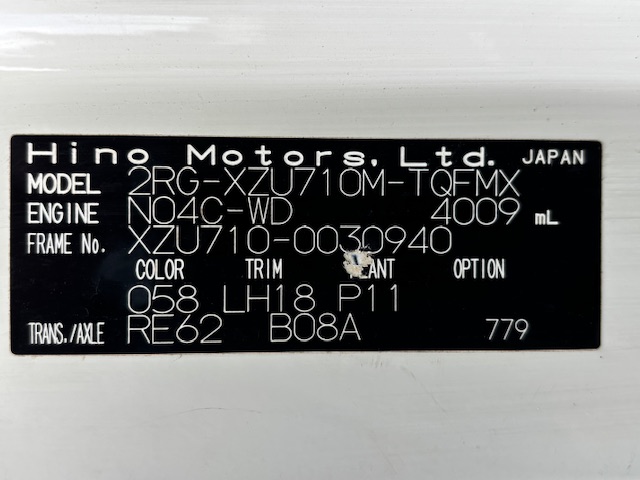 Hino Motors, Ltd. JAPAN
MODEL 2RG-XZU710M-TQFMX
ENGINE N04C-WD 4009 mL
FRAME No. XZU710-0030940
COLOR TRIM PLANT OPTION
058 LH18 P11
TRANS./AXLE RE62 B08A 779